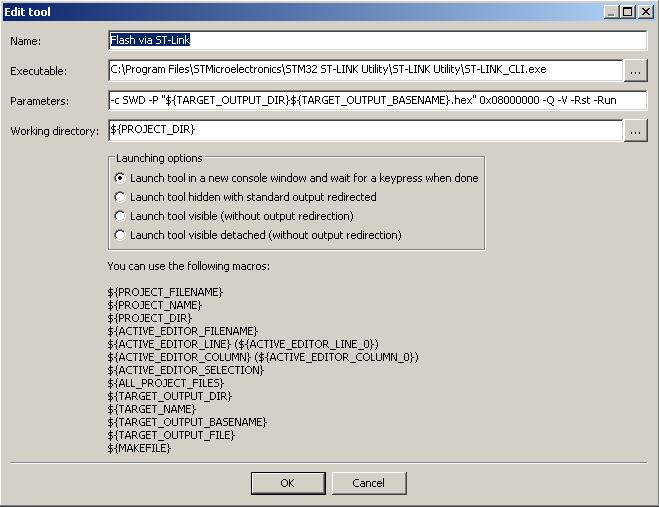 Edit tool
Name: Flash via ST-Link
Executable: C:\Program Files\STMicroelectronics\STM32 ST-LINK Utility\ST-LINK Utility\ST-LINK_CLI.exe ...
Parameters: -c SWD -P "${TARGET_OUTPUT_DIR}${TARGET_OUTPUT_BASENAME}.hex" 0x08000000 -Q -V -Rst -Run
Working directory: ${PROJECT_DIR} ...
Launching options
Launch tool in a new console window and wait for a keypress when done
Launch tool hidden with standard output redirected
Launch tool visible (without output redirection)
Launch tool visible detached (without output redirection)
You can use the following macros:
${PROJECT_FILENAME}
${PROJECT_NAME}
${PROJECT_DIR}
${ACTIVE_EDITOR_FILENAME}
${ACTIVE_EDITOR_LINE} (${ACTIVE_EDITOR_LINE_0})
${ACTIVE_EDITOR_COLUMN} (${ACTIVE_EDITOR_COLUMN_0})
${ACTIVE_EDITOR_SELECTION}
${ALL_PROJECT_FILES}
${TARGET_OUTPUT_DIR}
${TARGET_NAME}
${TARGET_OUTPUT_BASENAME}
${TARGET_OUTPUT_FILE}
${MAKEFILE}
OK Cancel